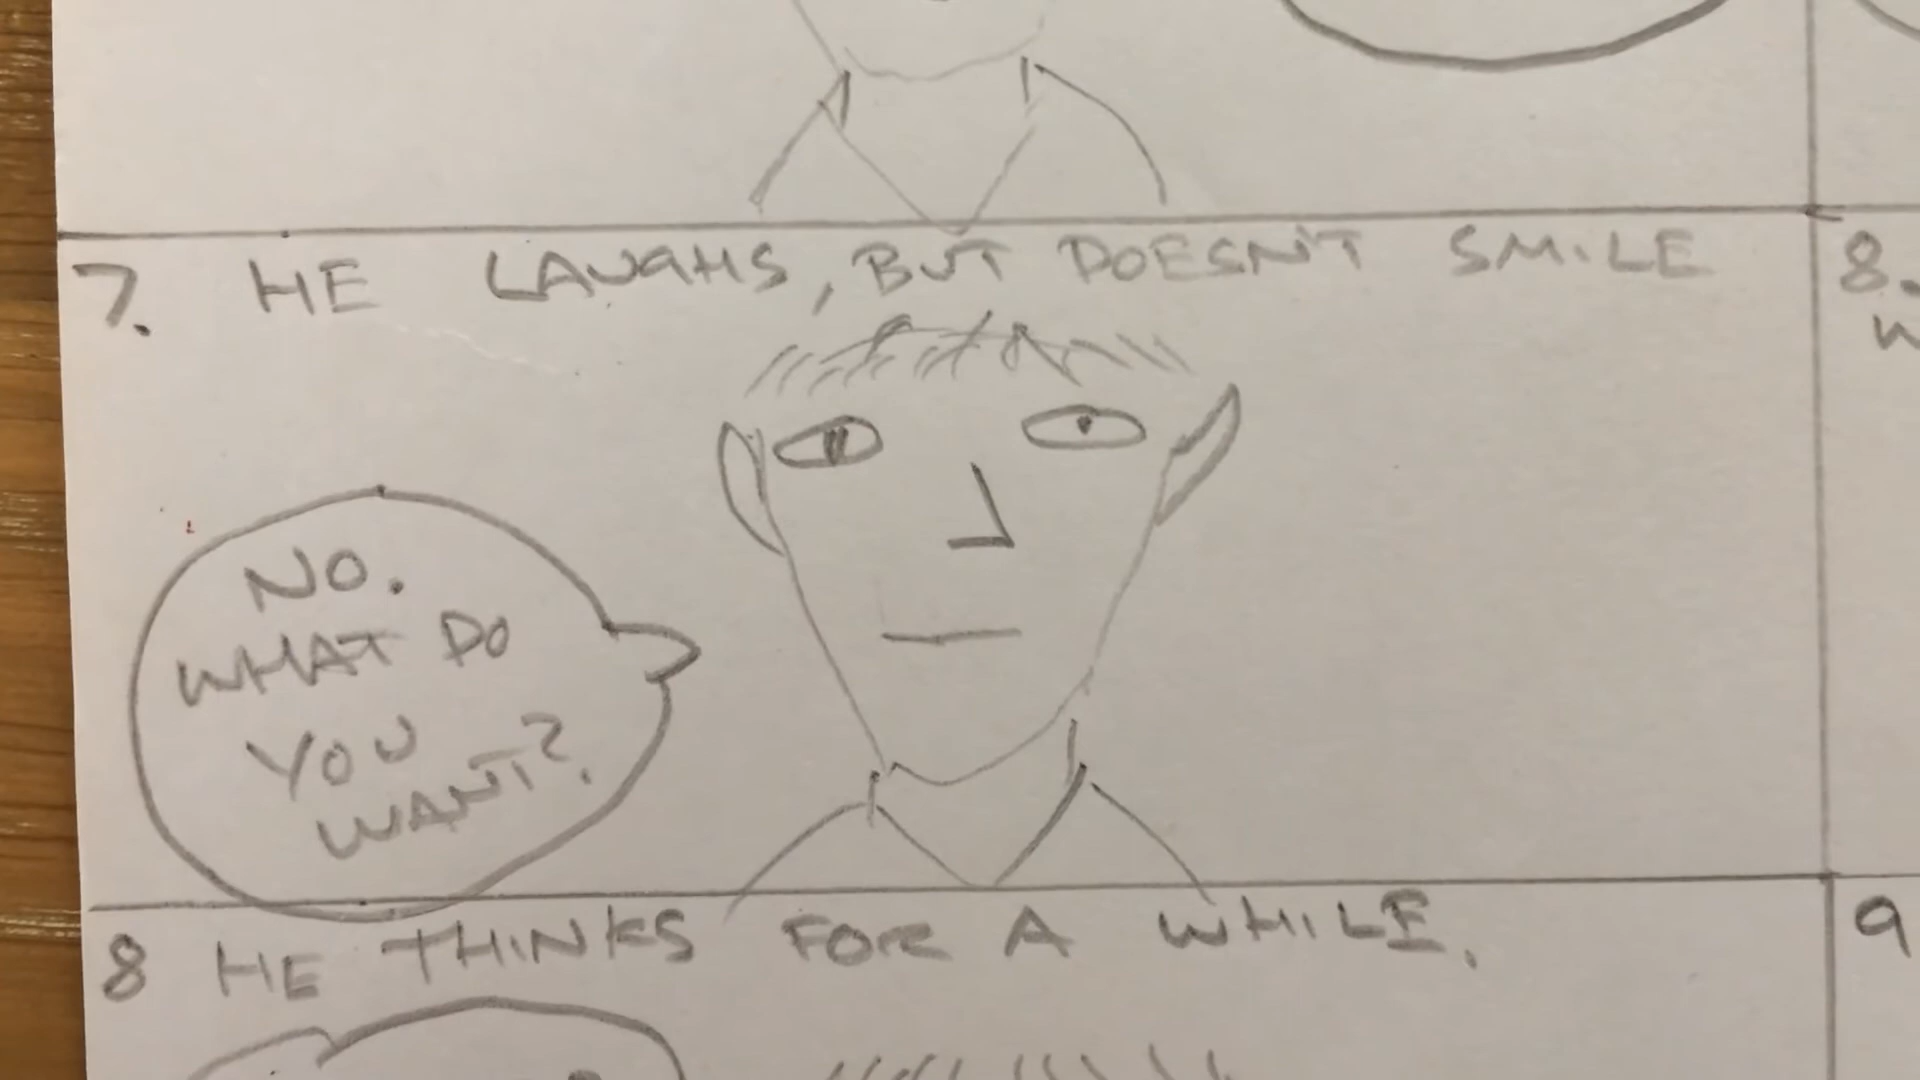 7. HE LAUGHS, BUT DOESN'T SMILE
8.
NO.
WHAT DO
YOU
WANT?
8 HE THINKS FOR A WHILE.
9